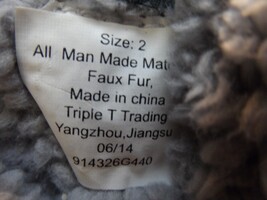 Size: 2
All Man Made Mat
Faux Fur,
Made in china
Triple T Trading
Yangzhou,Jiangsu
06/14
914326G440